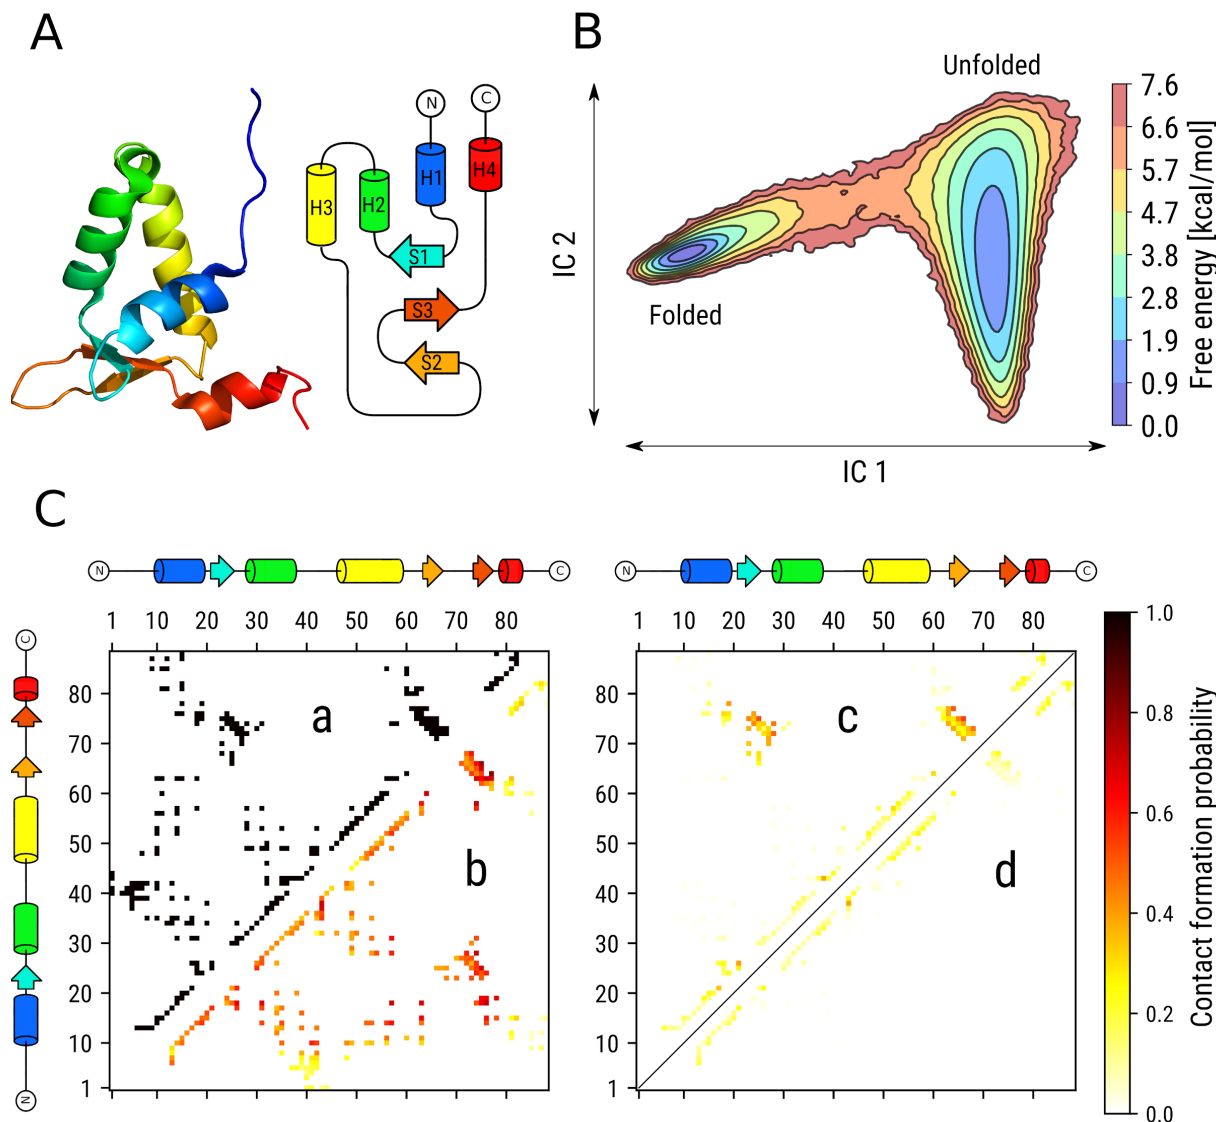 A
N
C
H3
H2
H1
H4
S1
S3
S2
B
Unfolded
Folded
IC 2
IC 1
7.6
6.6
5.7
4.7
3.8
2.8
1.9
0.9
0.0
Free energy [kcal/mol]
C
N
C
N
C
1 10 20 30 40 50 60 70 80
1 10 20 30 40 50 60 70 80
C
N
80
70
60
50
40
30
20
10
1
a
b
80
70
60
50
40
30
20
10
1
c
d
1.0
0.8
0.6
0.4
0.2
0.0
Contact formation probability